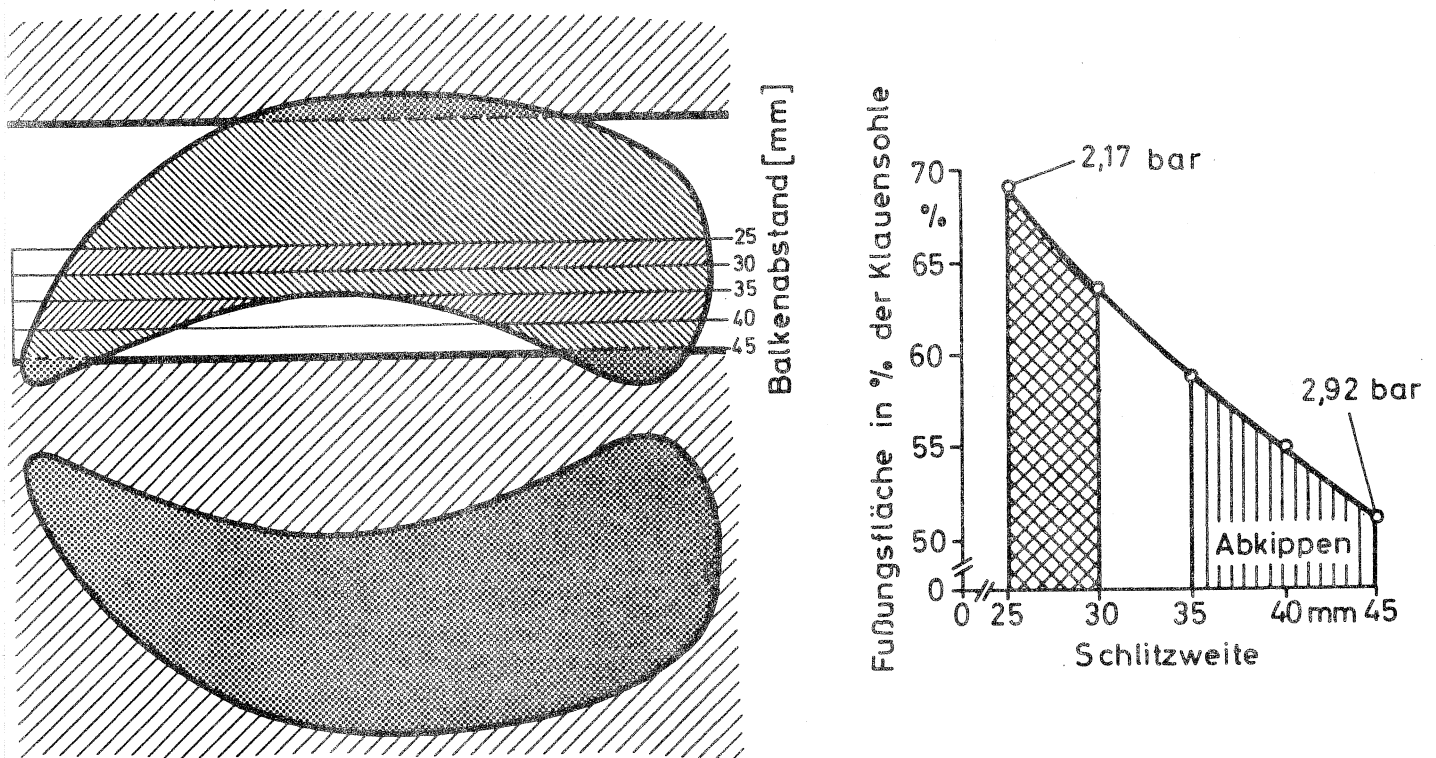 25
30
35
40
45
Balkenabstand [mm]
Fußungsfläche in % der Klauensohle
70
%
65
60
55
50
0
2,17 bar
2,92 bar
Abkippen
0 25 30 35 40 mm 45
Schlitzweite